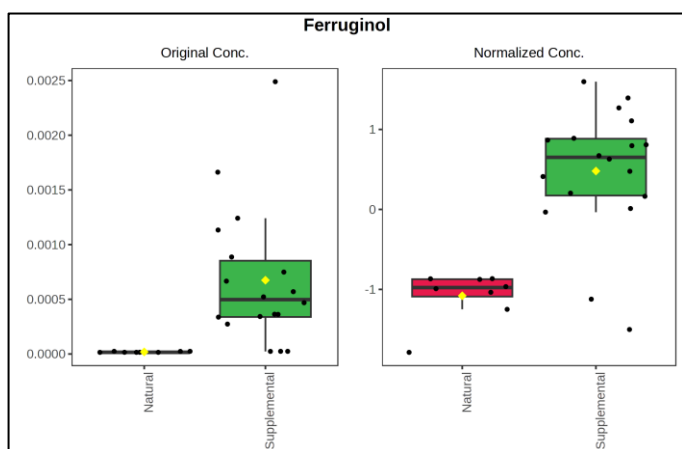 Ferruginol
Original Conc.
Normalized Conc.
0.0025
0.0020
0.0015
0.0010
0.0005
0.0000
1
0
-1
Natural
Supplemental
Natural
Supplemental